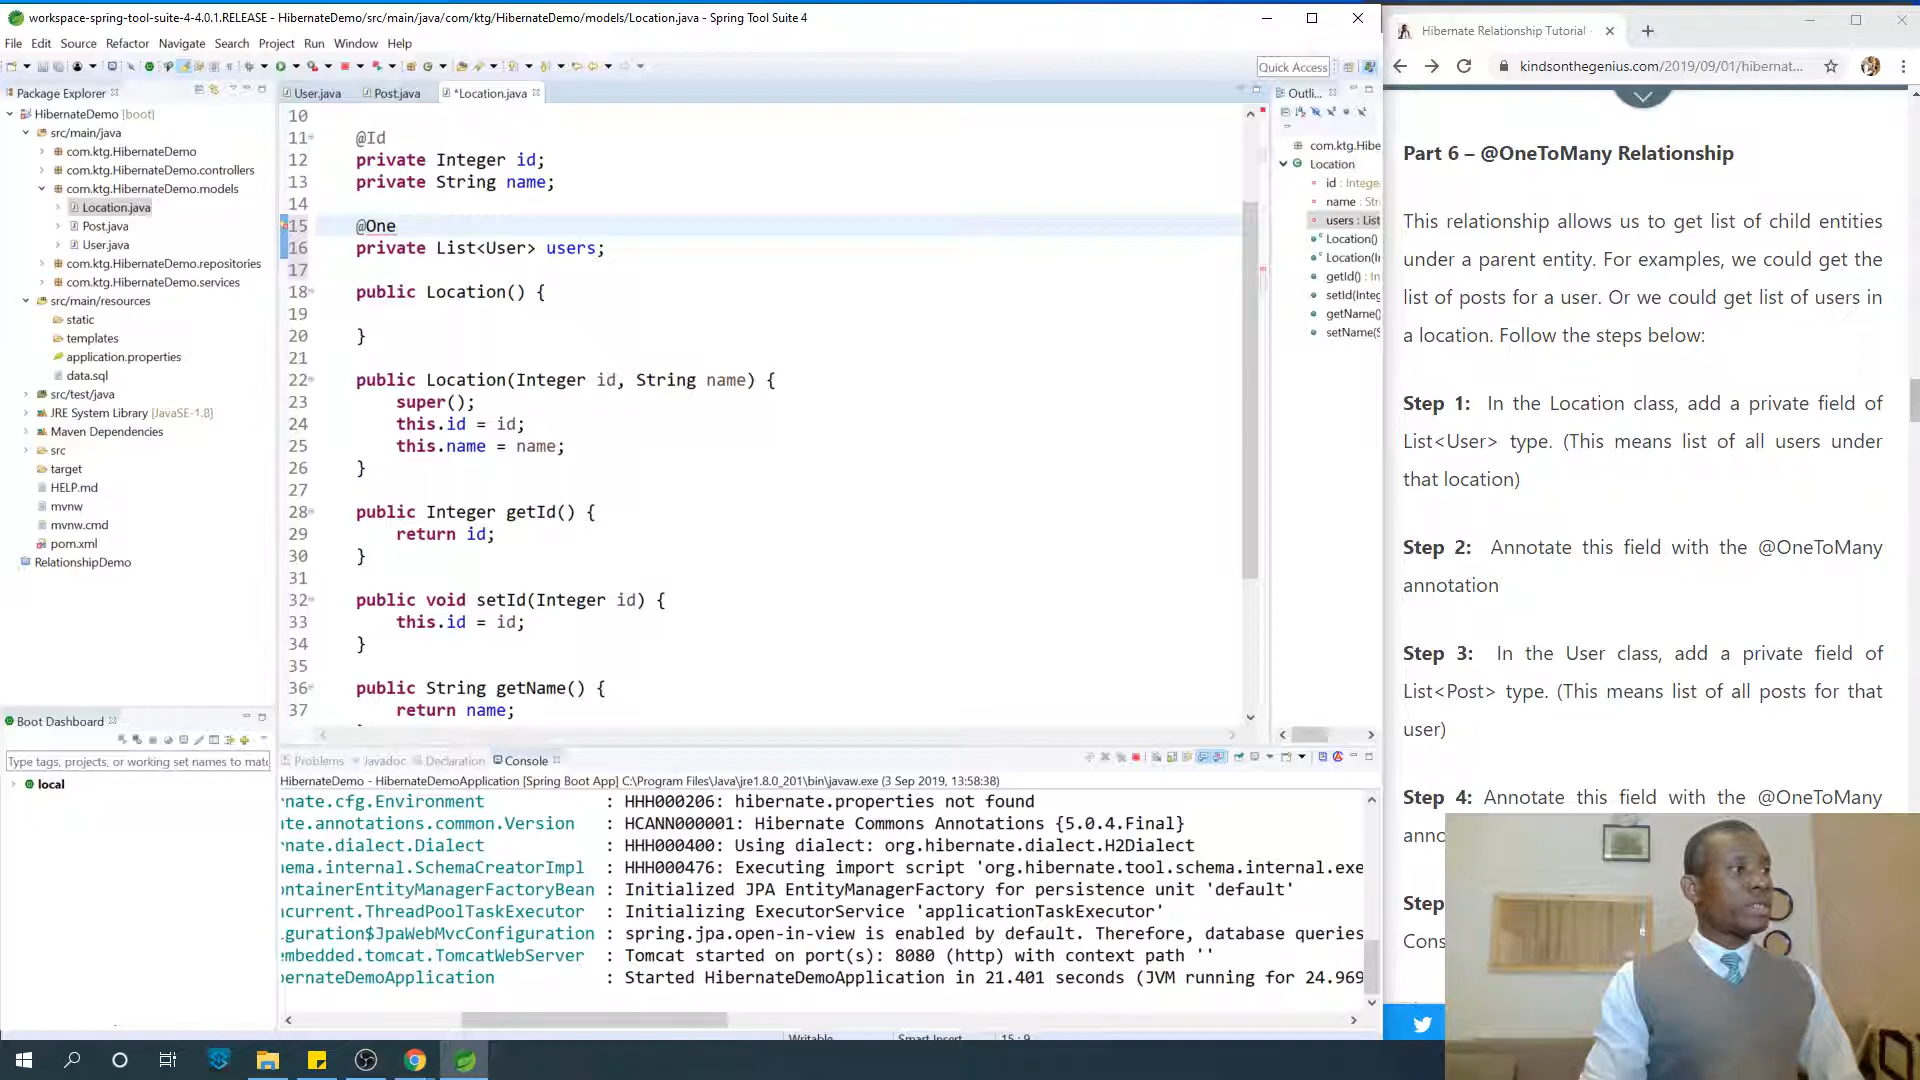 workspace-spring-tool-suite-4-4.0.1.RELEASE - HibernateDemo/src/main/java/com/ktg/HibernateDemo/models/Location.java - Spring Tool Suite 4
File Edit Source Refactor Navigate Search Project Run Window Help
Quick Access
Package Explorer
HibernateDemo [boot]
src/main/java
com.ktg.HibernateDemo
com.ktg.HibernateDemo.controllers
com.ktg.HibernateDemo.models
Location.java
Post.java
User.java
com.ktg.HibernateDemo.repositories
com.ktg.HibernateDemo.services
src/main/resources
static
templates
application.properties
data.sql
src/test/java
JRE System Library [JavaSE-1.8]
Maven Dependencies
src
target
HELP.md
mvnw
mvnw.cmd
pom.xml
RelationshipDemo
Boot Dashboard
Type tags, projects, or working set names to matc
local
User.java Post.java *Location.java
10
11 @Id
12 private Integer id;
13 private String name;
14
15 @One
16 private List<User> users;
17
18 public Location() {
19
20 }
21
22 public Location(Integer id, String name) {
23 super();
24 this.id = id;
25 this.name = name;
26 }
27
28 public Integer getId() {
29 return id;
30 }
31
32 public void setId(Integer id) {
33 this.id = id;
34 }
35
36 public String getName() {
37 return name;
Outli...
com.ktg.Hibe
Location
id : Intege
name : Str
users : List
Location()
Location(In
getId() : In
setId(Integ
getName()
setName(S
Problems Javadoc Declaration Console
HibernateDemo - HibernateDemoApplication [Spring Boot App] C:\Program Files\Java\jre1.8.0_201\bin\javaw.exe (3 Sep 2019, 13:58:38)
rnate.cfg.Environment : HHH000206: hibernate.properties not found
ate.annotations.common.Version : HCANN000001: Hibernate Commons Annotations {5.0.4.Final}
rnate.dialect.Dialect : HHH000400: Using dialect: org.hibernate.dialect.H2Dialect
hema.internal.SchemaCreatorImpl : HHH000476: Executing import script 'org.hibernate.tool.schema.internal.exe
ontainerEntityManagerFactoryBean : Initialized JPA EntityManagerFactory for persistence unit 'default'
ncurrent.ThreadPoolTaskExecutor : Initializing ExecutorService 'applicationTaskExecutor'
iguration$JpaWebMvcConfiguration : spring.jpa.open-in-view is enabled by default. Therefore, database queries
embedded.tomcat.TomcatWebServer : Tomcat started on port(s): 8080 (http) with context path ''
bernateDemoApplication : Started HibernateDemoApplication in 21.401 seconds (JVM running for 24.969
Writable Smart Insert 15 : 9
Hibernate Relationship Tutorial
kindsonthegenius.com/2019/09/01/hibernat...
Part 6 – @OneToMany Relationship
This relationship allows us to get list of child entities
under a parent entity. For examples, we could get the
list of posts for a user. Or we could get list of users in
a location. Follow the steps below:
Step 1: In the Location class, add a private field of
List<User> type. (This means list of all users under
that location)
Step 2: Annotate this field with the @OneToMany
annotation
Step 3: In the User class, add a private field of
List<Post> type. (This means list of all posts for that
user)
Step 4: Annotate this field with the @OneToMany
anno
Step
Cons